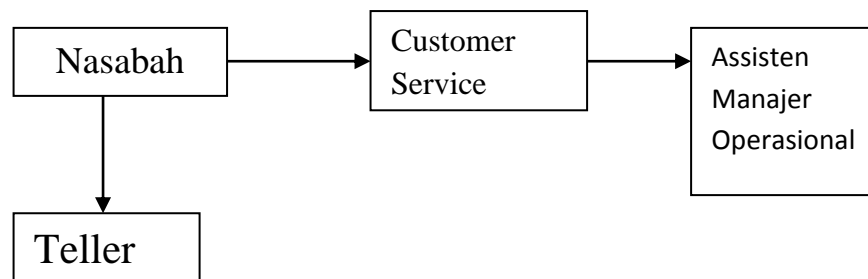 Nasabah
Customer
Service
Assisten
Manajer
Operasional
Teller